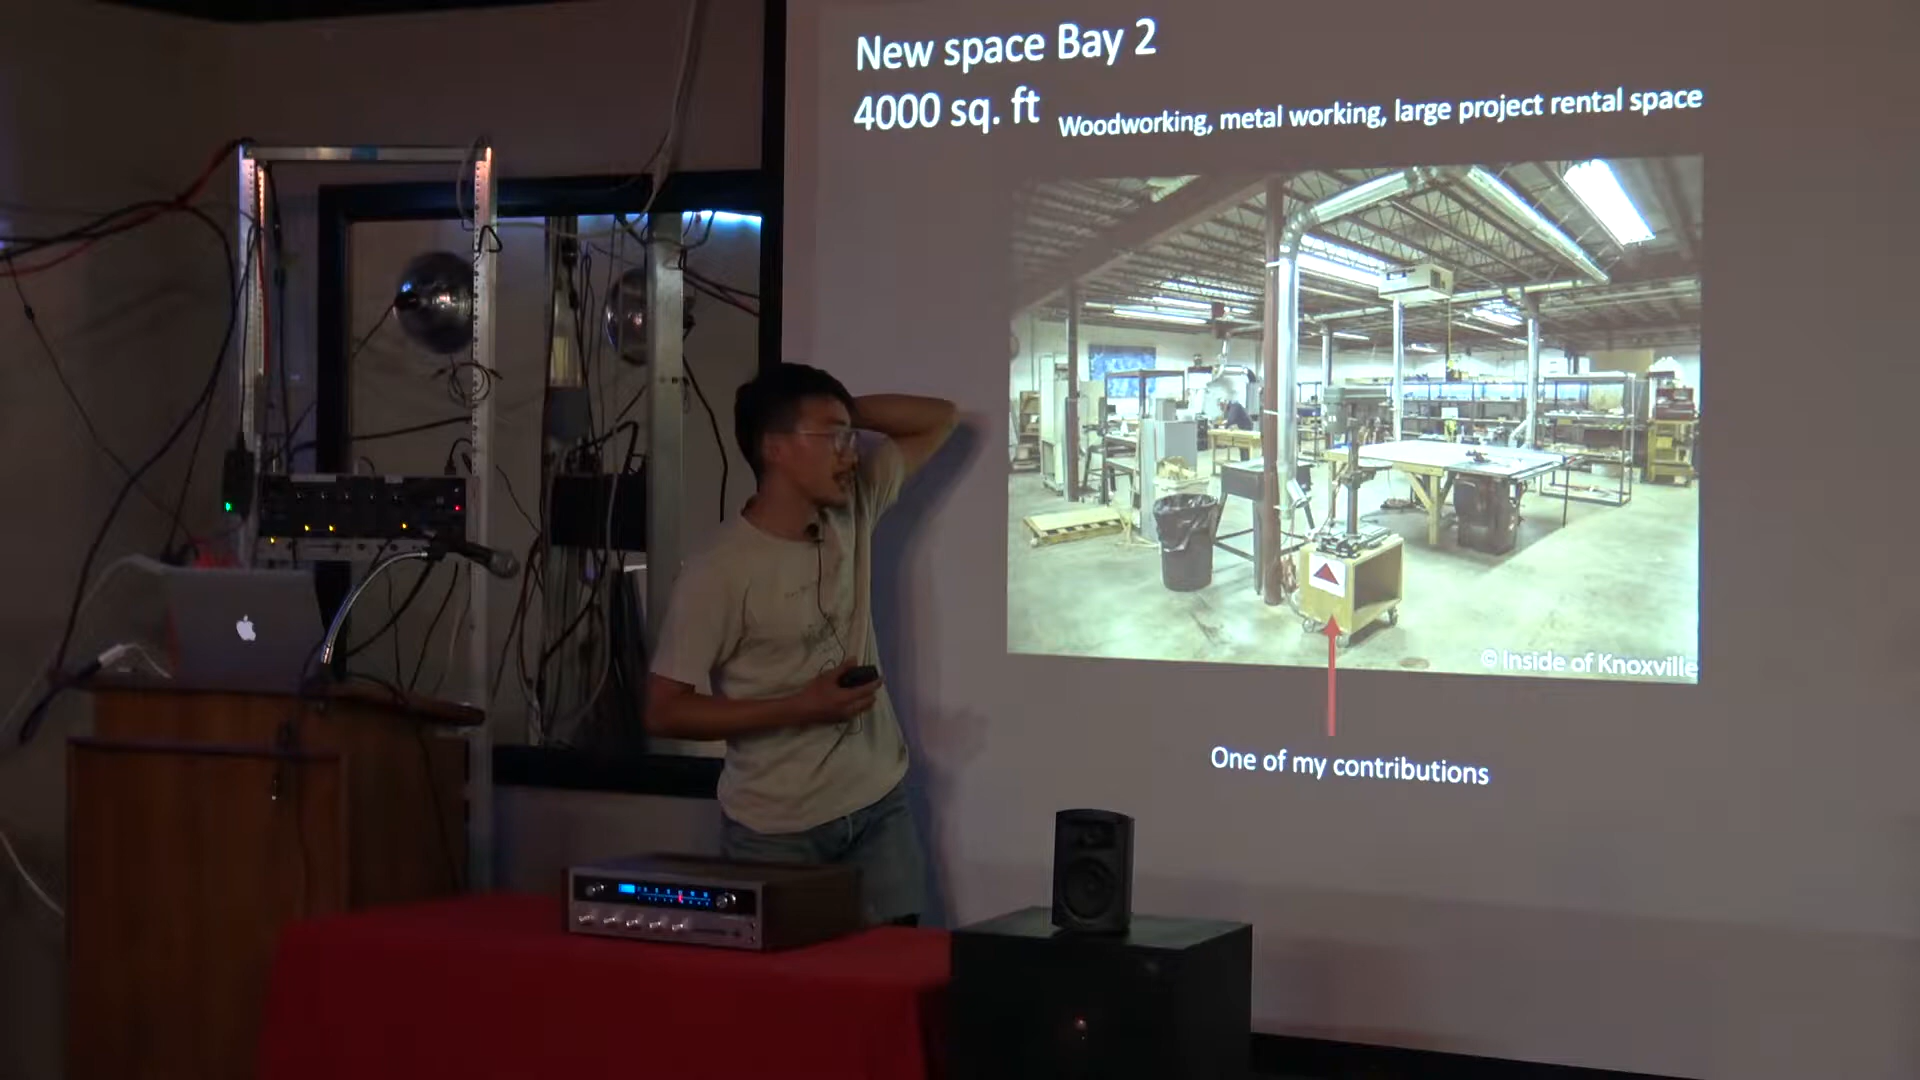 New space Bay 2
4000 sq. ft
Woodworking, metal working, large project rental space
© Inside of Knoxville
One of my contributions